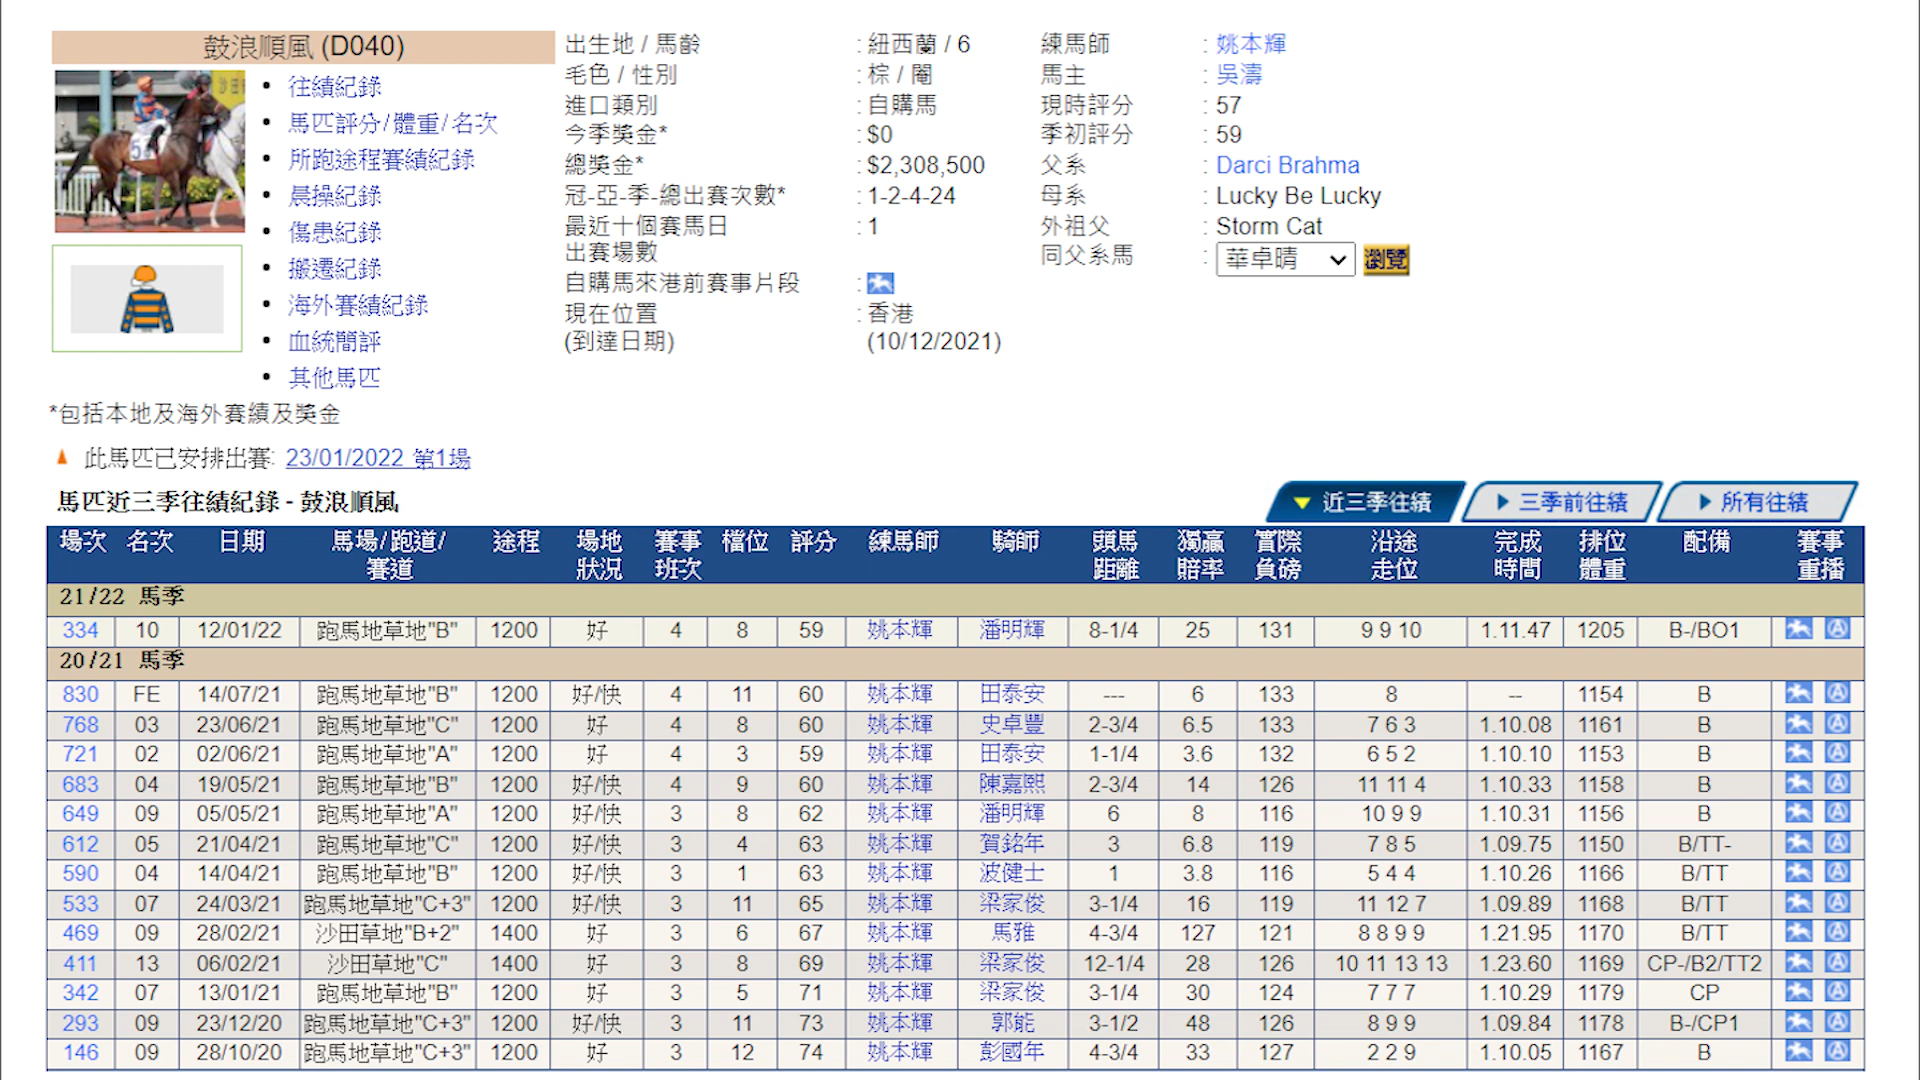 鼓浪順風 (D040)
往績紀錄
馬匹評分/體重/名次
所跑途程賽績紀錄
晨操紀錄
傷患紀錄
搬遷紀錄
海外賽績紀錄
血統簡評
其他馬匹
出生地 / 馬齡 : 紐西蘭 / 6
毛色 / 性別 : 棕 / 閹
進口類別 : 自購馬
今季獎金* : $0
總獎金* : $2,308,500
冠-亞-季-總出賽次數* : 1-2-4-24
最近十個賽馬日 : 1
出賽場數
自購馬來港前賽事片段 :
現在位置 : 香港
(到達日期) (10/12/2021)
練馬師 : 姚本輝
馬主 : 吳濤
現時評分 : 57
季初評分 : 59
父系 : Darci Brahma
母系 : Lucky Be Lucky
外祖父 : Storm Cat
同父系馬 : 華卓晴 瀏覽
*包括本地及海外賽績及獎金
此馬匹已安排出賽: 23/01/2022 第1場
馬匹近三季往績紀錄 - 鼓浪順風
近三季往績 三季前往績 所有往績
場次 名次 日期 馬場/跑道/賽道 途程 場地狀況 賽事班次 檔位 評分 練馬師 騎師 頭馬距離 獨贏賠率 實際負磅 沿途走位 完成時間 排位體重 配備 賽事重播
21/22 馬季
334 10 12/01/22 跑馬地草地"B" 1200 好 4 8 59 姚本輝 潘明輝 8-1/4 25 131 9 9 10 1.11.47 1205 B-/BO1
20/21 馬季
830 FE 14/07/21 跑馬地草地"B" 1200 好/快 4 11 60 姚本輝 田泰安 --- 6 133 8 -- 1154 B
768 03 23/06/21 跑馬地草地"C" 1200 好 4 8 60 姚本輝 史卓豐 2-3/4 6.5 133 7 6 3 1.10.08 1161 B
721 02 02/06/21 跑馬地草地"A" 1200 好 4 3 59 姚本輝 田泰安 1-1/4 3.6 132 6 5 2 1.10.10 1153 B
683 04 19/05/21 跑馬地草地"B" 1200 好/快 4 9 60 姚本輝 陳嘉熙 2-3/4 14 126 11 11 4 1.10.33 1158 B
649 09 05/05/21 跑馬地草地"A" 1200 好/快 3 8 62 姚本輝 潘明輝 6 8 116 10 9 9 1.10.31 1156 B
612 05 21/04/21 跑馬地草地"C" 1200 好/快 3 4 63 姚本輝 賀銘年 3 6.8 119 7 8 5 1.09.75 1150 B/TT-
590 04 14/04/21 跑馬地草地"B" 1200 好/快 3 1 63 姚本輝 波健士 1 3.8 116 5 4 4 1.10.26 1166 B/TT
533 07 24/03/21 跑馬地草地"C+3" 1200 好/快 3 11 65 姚本輝 梁家俊 3-1/4 16 119 11 12 7 1.09.89 1168 B/TT
469 09 28/02/21 沙田草地"B+2" 1400 好 3 6 67 姚本輝 馬雅 4-3/4 127 121 8 8 9 9 1.21.95 1170 B/TT
411 13 06/02/21 沙田草地"C" 1400 好 3 8 69 姚本輝 梁家俊 12-1/4 28 126 10 11 13 13 1.23.60 1169 CP-/B2/TT2
342 07 13/01/21 跑馬地草地"B" 1200 好 3 5 71 姚本輝 梁家俊 3-1/4 30 124 7 7 7 1.10.29 1179 CP
293 09 23/12/20 跑馬地草地"C+3" 1200 好/快 3 11 73 姚本輝 郭能 3-1/2 48 126 8 9 9 1.09.84 1178 B-/CP1
146 09 28/10/20 跑馬地草地"C+3" 1200 好 3 12 74 姚本輝 彭國年 4-3/4 33 127 2 2 9 1.10.05 1167 B